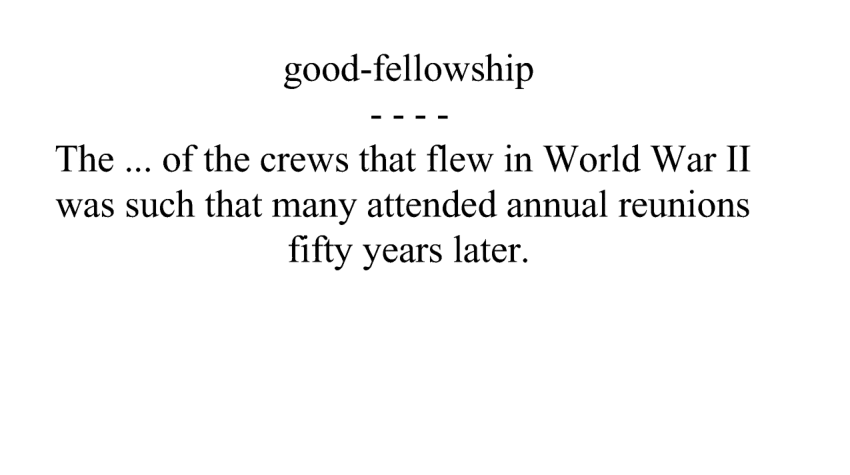 good-fellowship
- - - -
The ... of the crews that flew in World War II
was such that many attended annual reunions
fifty years later.